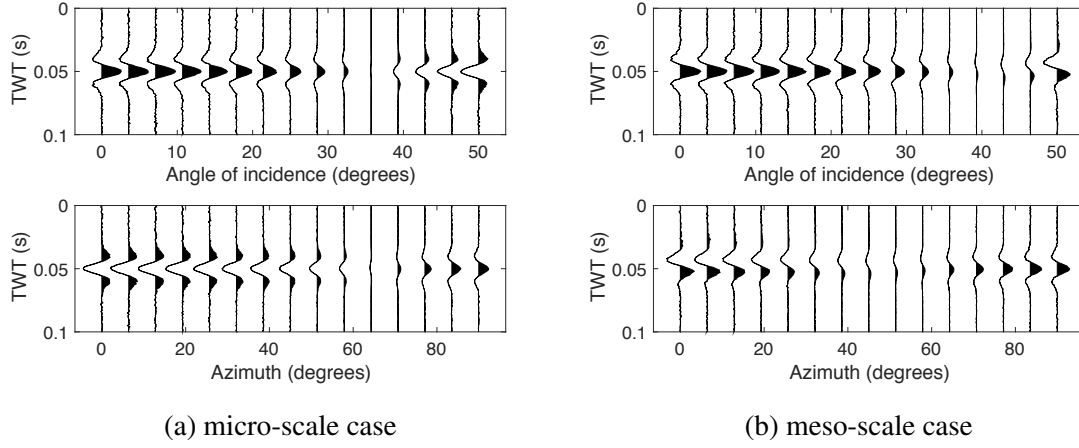 0
TWT (s)
0.05
0.1
0 10 20 30 40 50
Angle of incidence (degrees)
0
TWT (s)
0.05
0.1
0 20 40 60 80
Azimuth (degrees)
(a) micro-scale case
0
TWT (s)
0.05
0.1
0 10 20 30 40 50
Angle of incidence (degrees)
0
TWT (s)
0.05
0.1
0 20 40 60 80
Azimuth (degrees)
(b) meso-scale case